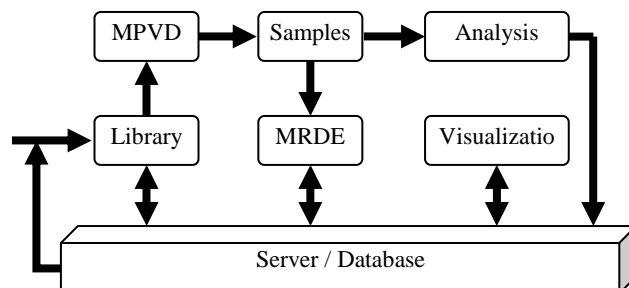 MPVD Samples Analysis
Library MRDE Visualizatio
Server / Database